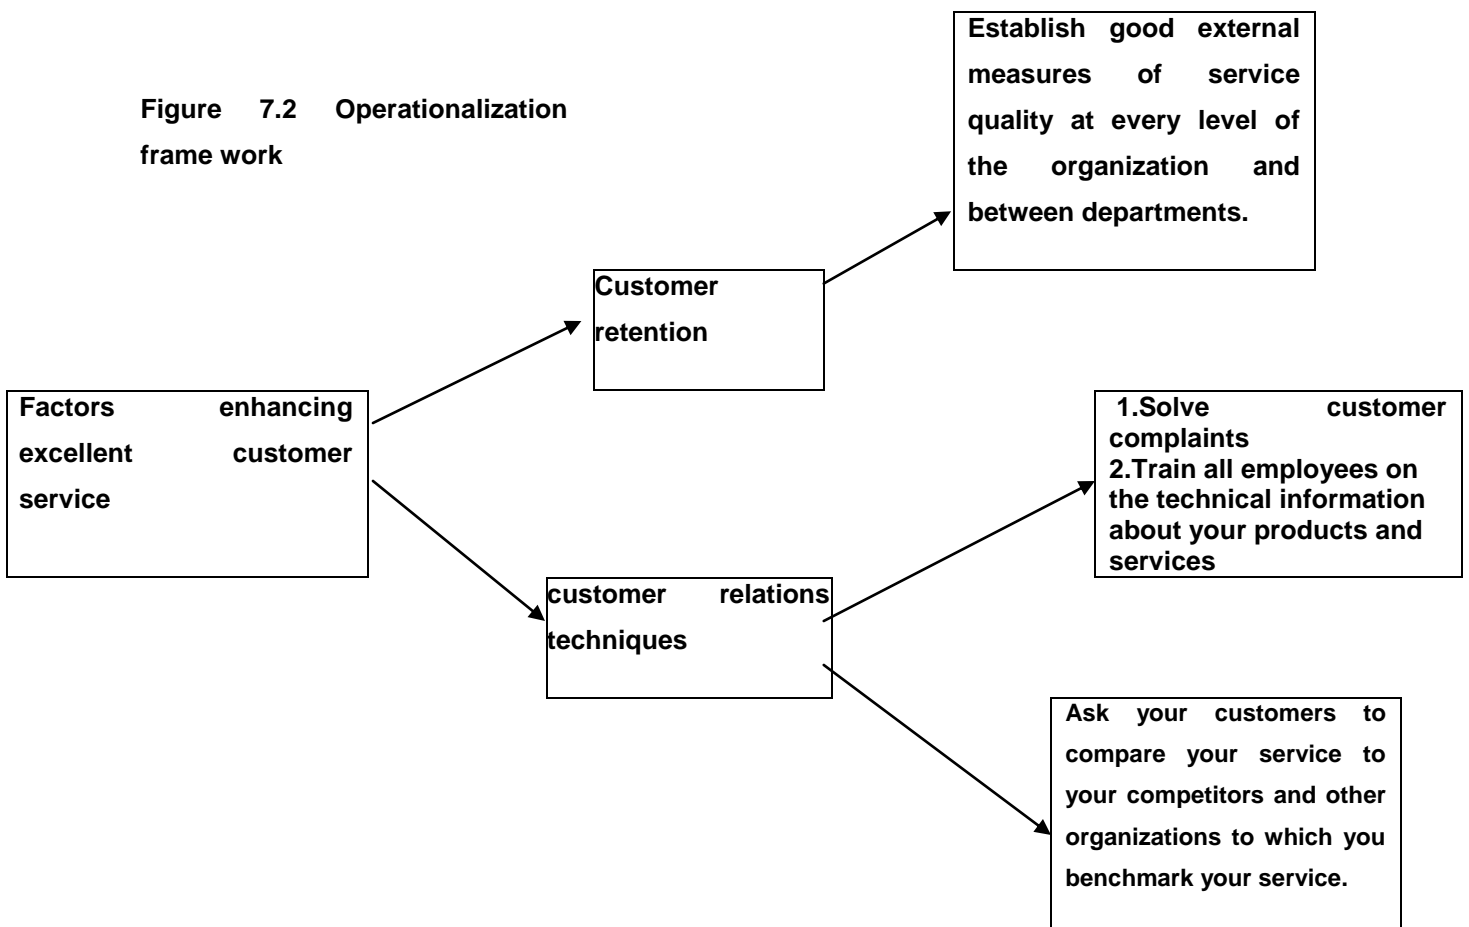 Figure 7.2 Operationalization
frame work
Establish good external
measures of service
quality at every level of
the organization and
between departments.
Customer
retention
Factors enhancing
excellent customer
service
1.Solve customer
complaints
2.Train all employees on
the technical information
about your products and
services
customer relations
techniques
Ask your customers to
compare your service to
your competitors and other
organizations to which you
benchmark your service.